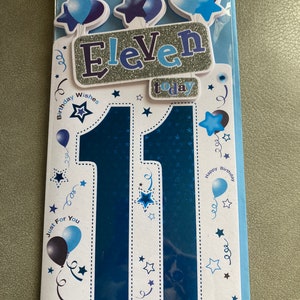 Eleven
today
Birthday Wishes
11
Happy Birthday
Just For You